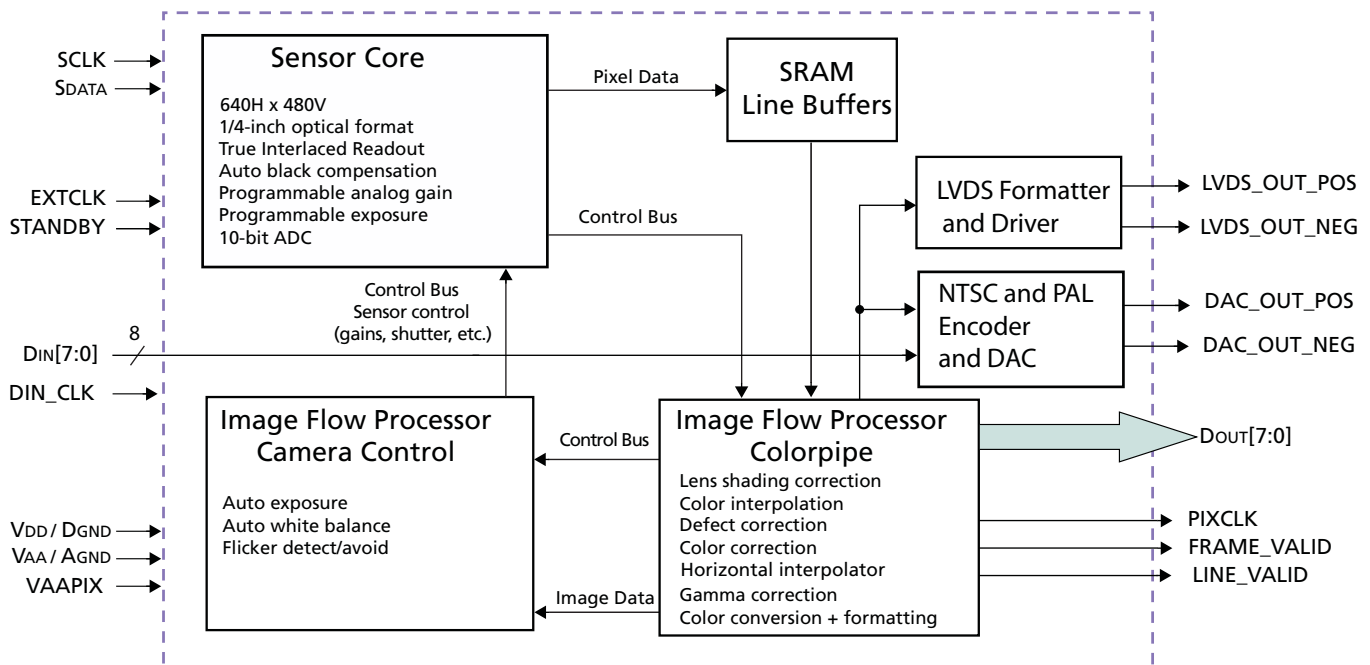 SCLK
SDATA
EXTCLK
STANDBY
8
DIN[7:0]
DIN_CLK
VDD / DGND
VAA / AGND
VAAPIX
Sensor Core
640H x 480V
1/4-inch optical format
True Interlaced Readout
Auto black compensation
Programmable analog gain
Programmable exposure
10-bit ADC
Pixel Data
SRAM
Line Buffers
Control Bus
Control Bus
Sensor control
(gains, shutter, etc.)
LVDS Formatter
and Driver
LVDS_OUT_POS
LVDS_OUT_NEG
NTSC and PAL
Encoder
and DAC
DAC_OUT_POS
DAC_OUT_NEG
Image Flow Processor
Camera Control
Auto exposure
Auto white balance
Flicker detect/avoid
Control Bus
Image Data
Image Flow Processor
Colorpipe
Lens shading correction
Color interpolation
Defect correction
Color correction
Horizontal interpolator
Gamma correction
Color conversion + formatting
DOUT[7:0]
PIXCLK
FRAME_VALID
LINE_VALID